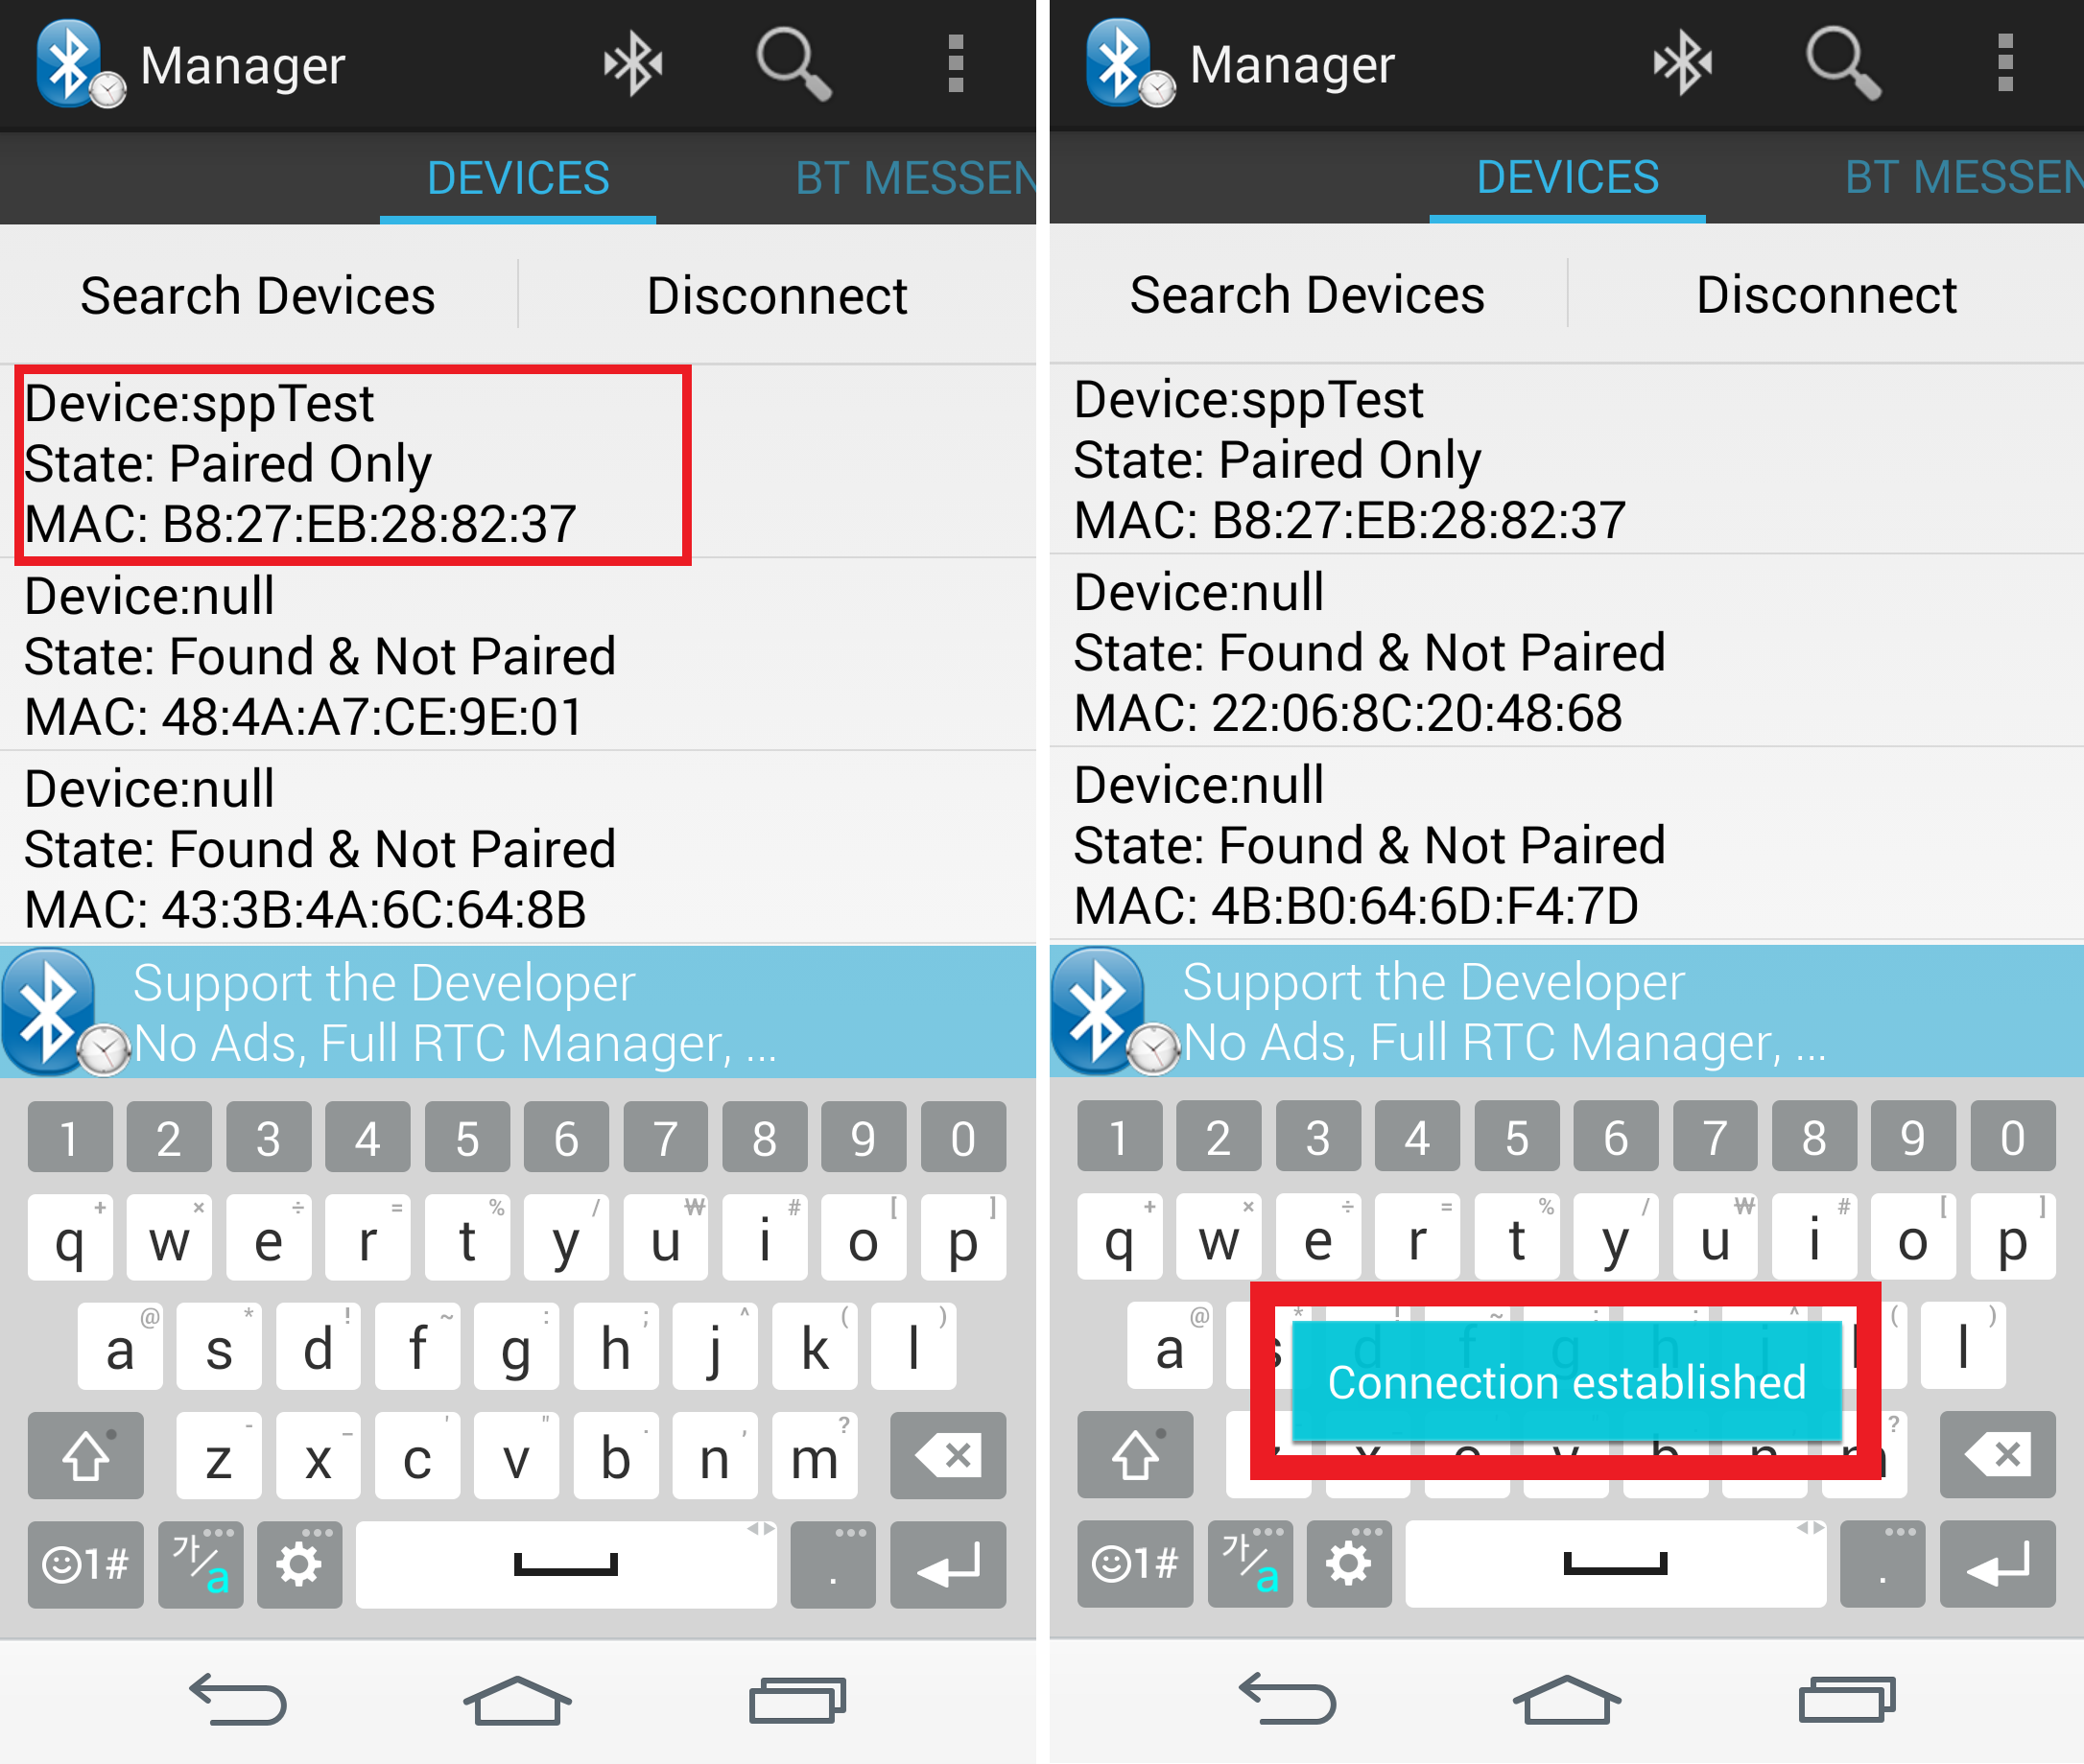 Manager
DEVICES BT MESSEN
Search Devices Disconnect
Device:sppTest
State: Paired Only
MAC: B8:27:EB:28:82:37
Device:null
State: Found & Not Paired
MAC: 48:4A:A7:CE:9E:01
Device:null
State: Found & Not Paired
MAC: 43:3B:4A:6C:64:8B
Support the Developer
No Ads, Full RTC Manager, ...
1 2 3 4 5 6 7 8 9 0
+ × ÷ = % / ₩ # [ ]
q w e r t y u i o p
@ * ! ~ : ; ^ ( )
a s d f g h j k l
- _ ' " . , ?
z x c v b n m
1# 가/a .
Manager
DEVICES BT MESSEN
Search Devices Disconnect
Device:sppTest
State: Paired Only
MAC: B8:27:EB:28:82:37
Device:null
State: Found & Not Paired
MAC: 22:06:8C:20:48:68
Device:null
State: Found & Not Paired
MAC: 4B:B0:64:6D:F4:7D
Support the Developer
No Ads, Full RTC Manager, ...
1 2 3 4 5 6 7 8 9 0
+ × ÷ = % / ₩ # [ ]
q w e r t y u i o p
@ * ( )
a s d f g h j l
Connection established
?
x c v b n m
1# 가/a .